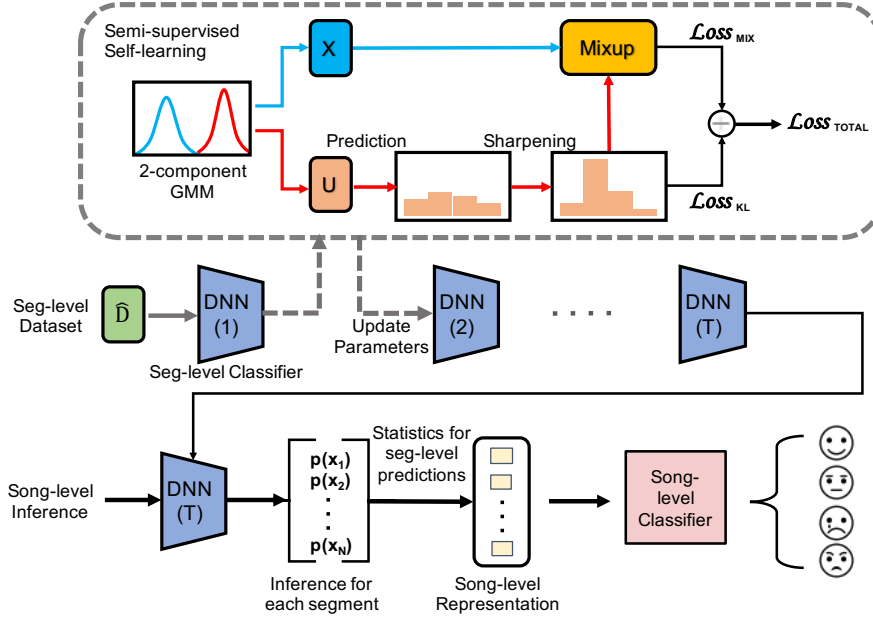 Semi-supervised
Self-learning
X
Mixup
Loss MIX
Loss TOTAL
2-component
GMM
Prediction
Sharpening
U
Loss KL
Seg-level
Dataset
D̂
DNN
(1)
Seg-level Classifier
Update
Parameters
DNN
(2)
. . . .
DNN
(T)
Song-level
Inference
DNN
(T)
p(x₁)
p(x₂)
p(x_N)
Inference for
each segment
Statistics for
seg-level
predictions
Song-level
Representation
Song-
level
Classifier